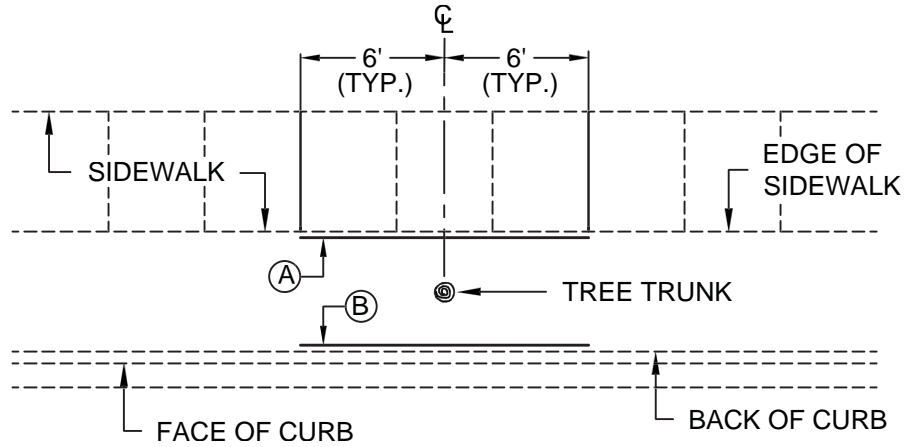 ℄
6' 6'
(TYP.) (TYP.)
SIDEWALK
EDGE OF
SIDEWALK
A
B
TREE TRUNK
FACE OF CURB
BACK OF CURB